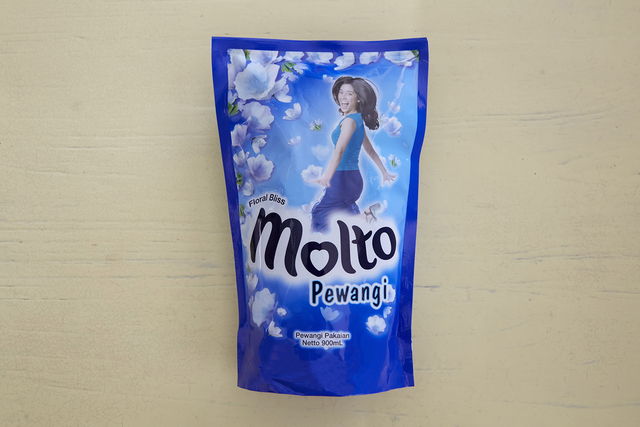 Floral Bliss
Molto
Pewangi
Pewangi Pakaian
Netto 900mL